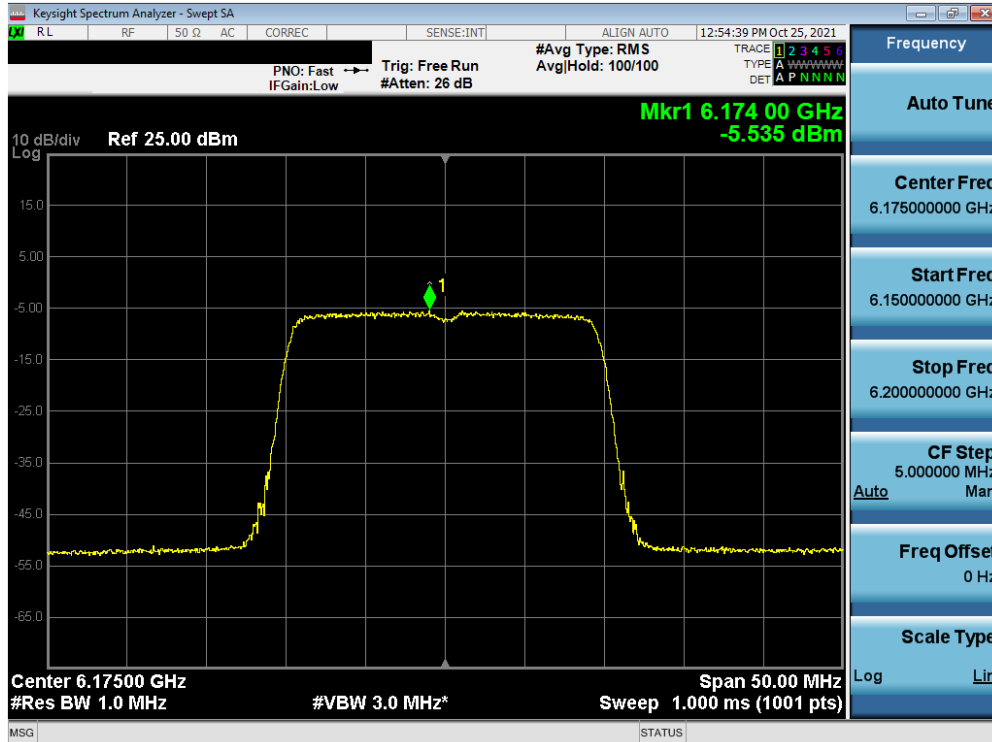 Keysight Spectrum Analyzer - Swept SA
LXI RL RF 50 Ω AC CORREC SENSE:INT ALIGN AUTO 12:54:39 PM Oct 25, 2021
#Avg Type: RMS TRACE 1 2 3 4 5 6
PNO: Fast Trig: Free Run Avg|Hold: 100/100 TYPE A WWWWW
IFGain:Low #Atten: 26 dB DET A P N N N N
Mkr1 6.174 00 GHz
-5.535 dBm
10 dB/div Ref 25.00 dBm
Log
15.0
5.00
1
-5.00
-15.0
-25.0
-35.0
-45.0
-55.0
-65.0
Center 6.17500 GHz Span 50.00 MHz
#Res BW 1.0 MHz #VBW 3.0 MHz* Sweep 1.000 ms (1001 pts)
MSG STATUS
Frequency
Auto Tune
Center Freq
6.175000000 GHz
Start Freq
6.150000000 GHz
Stop Freq
6.200000000 GHz
CF Step
5.000000 MHz
Auto Man
Freq Offset
0 Hz
Scale Type
Log Lin